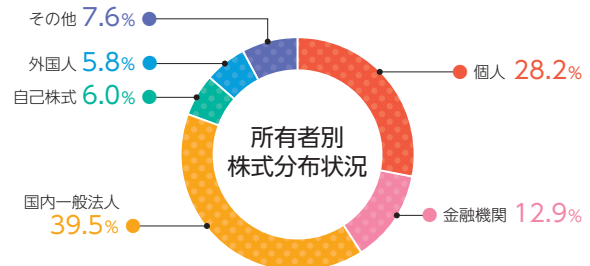 その他 7.6%
外国人 5.8%
自己株式 6.0%
国内一般法人
39.5%
所有者別
株式分布状況
個人 28.2%
金融機関 12.9%